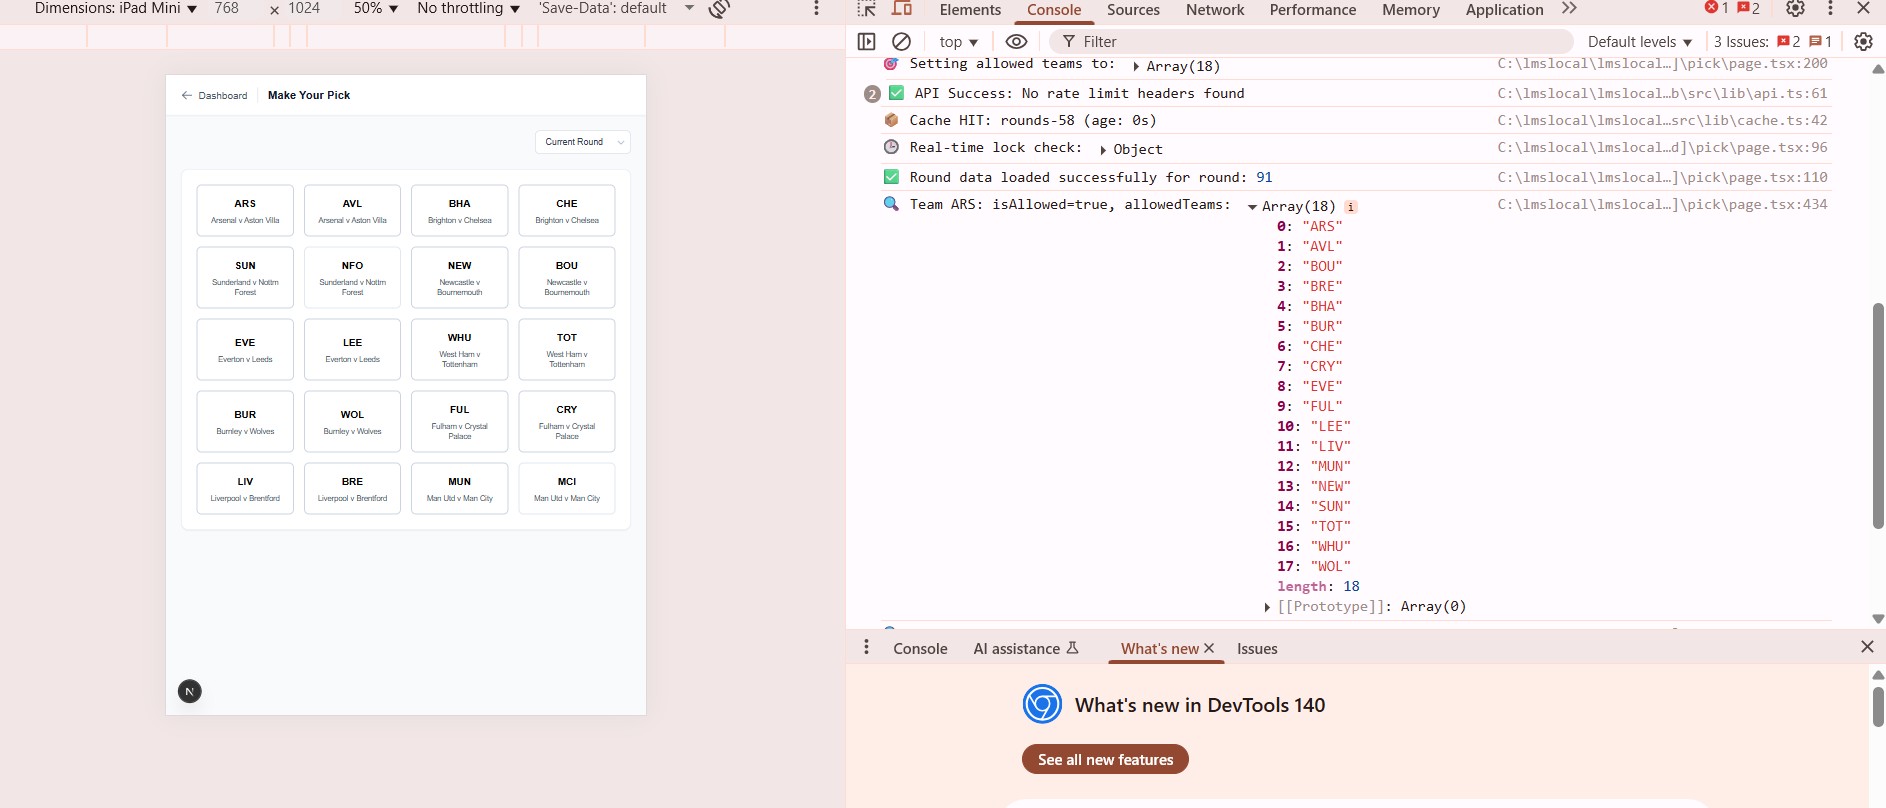 Dimensions: iPad Mini ▼ 768 × 1024 50% ▼ No throttling ▼ 'Save-Data': default ▼
← Dashboard Make Your Pick
Current Round
ARS AVL BHA CHE
Arsenal v Aston Villa Arsenal v Aston Villa Brighton v Chelsea Brighton v Chelsea
SUN NFO NEW BOU
Sunderland v Nottm Forest Sunderland v Nottm Forest Newcastle v Bournemouth Newcastle v Bournemouth
EVE LEE WHU TOT
Everton v Leeds Everton v Leeds West Ham v Tottenham West Ham v Tottenham
BUR WOL FUL CRY
Burnley v Wolves Burnley v Wolves Fulham v Crystal Palace Fulham v Crystal Palace
LIV BRE MUN MCI
Liverpool v Brentford Liverpool v Brentford Man Utd v Man City Man Utd v Man City
N
Elements Console Sources Network Performance Memory Application 1 2
top ▼ Filter Default levels ▼ 3 Issues: 2 1
Setting allowed teams to: ▶ Array(18) C:\lmslocal\lmslocal…]\pick\page.tsx:200
2 ✅ API Success: No rate limit headers found C:\lmslocal\lmslocal…b\src\lib\api.ts:61
📦 Cache HIT: rounds-58 (age: 0s) C:\lmslocal\lmslocal…src\lib\cache.ts:42
🕒 Real-time lock check: ▶ Object C:\lmslocal\lmslocal…d]\pick\page.tsx:96
✅ Round data loaded successfully for round: 91 C:\lmslocal\lmslocal…]\pick\page.tsx:110
🔍 Team ARS: isAllowed=true, allowedTeams: ▼ Array(18) i C:\lmslocal\lmslocal…]\pick\page.tsx:434
0: "ARS"
1: "AVL"
2: "BOU"
3: "BRE"
4: "BHA"
5: "BUR"
6: "CHE"
7: "CRY"
8: "EVE"
9: "FUL"
10: "LEE"
11: "LIV"
12: "MUN"
13: "NEW"
14: "SUN"
15: "TOT"
16: "WHU"
17: "WOL"
length: 18
▶ [[Prototype]]: Array(0)
Console AI assistance What's new × Issues
What's new in DevTools 140
See all new features